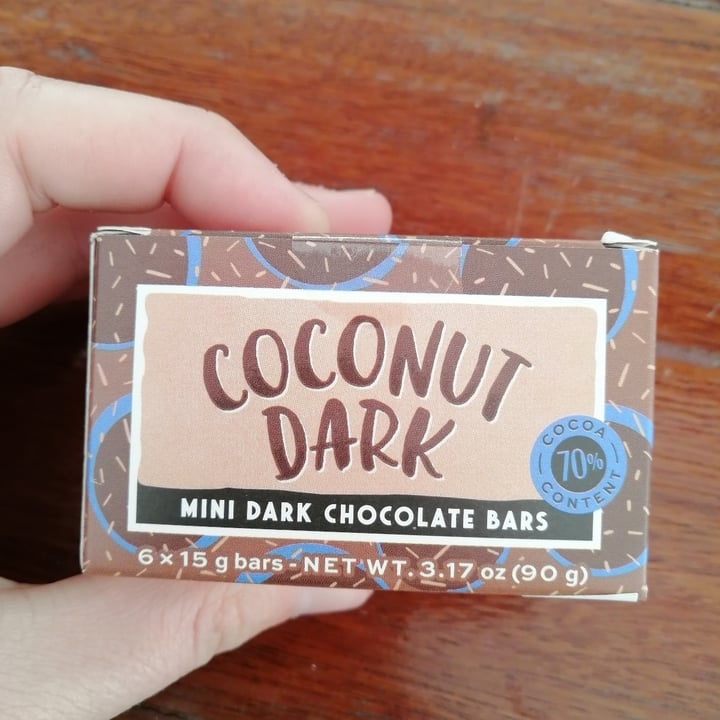 COCONUT
DARK
COCOA
70%
CONTENT
MINI DARK CHOCOLATE BARS
6 x 15 g bars - NET WT. 3.17 oz (90 g)